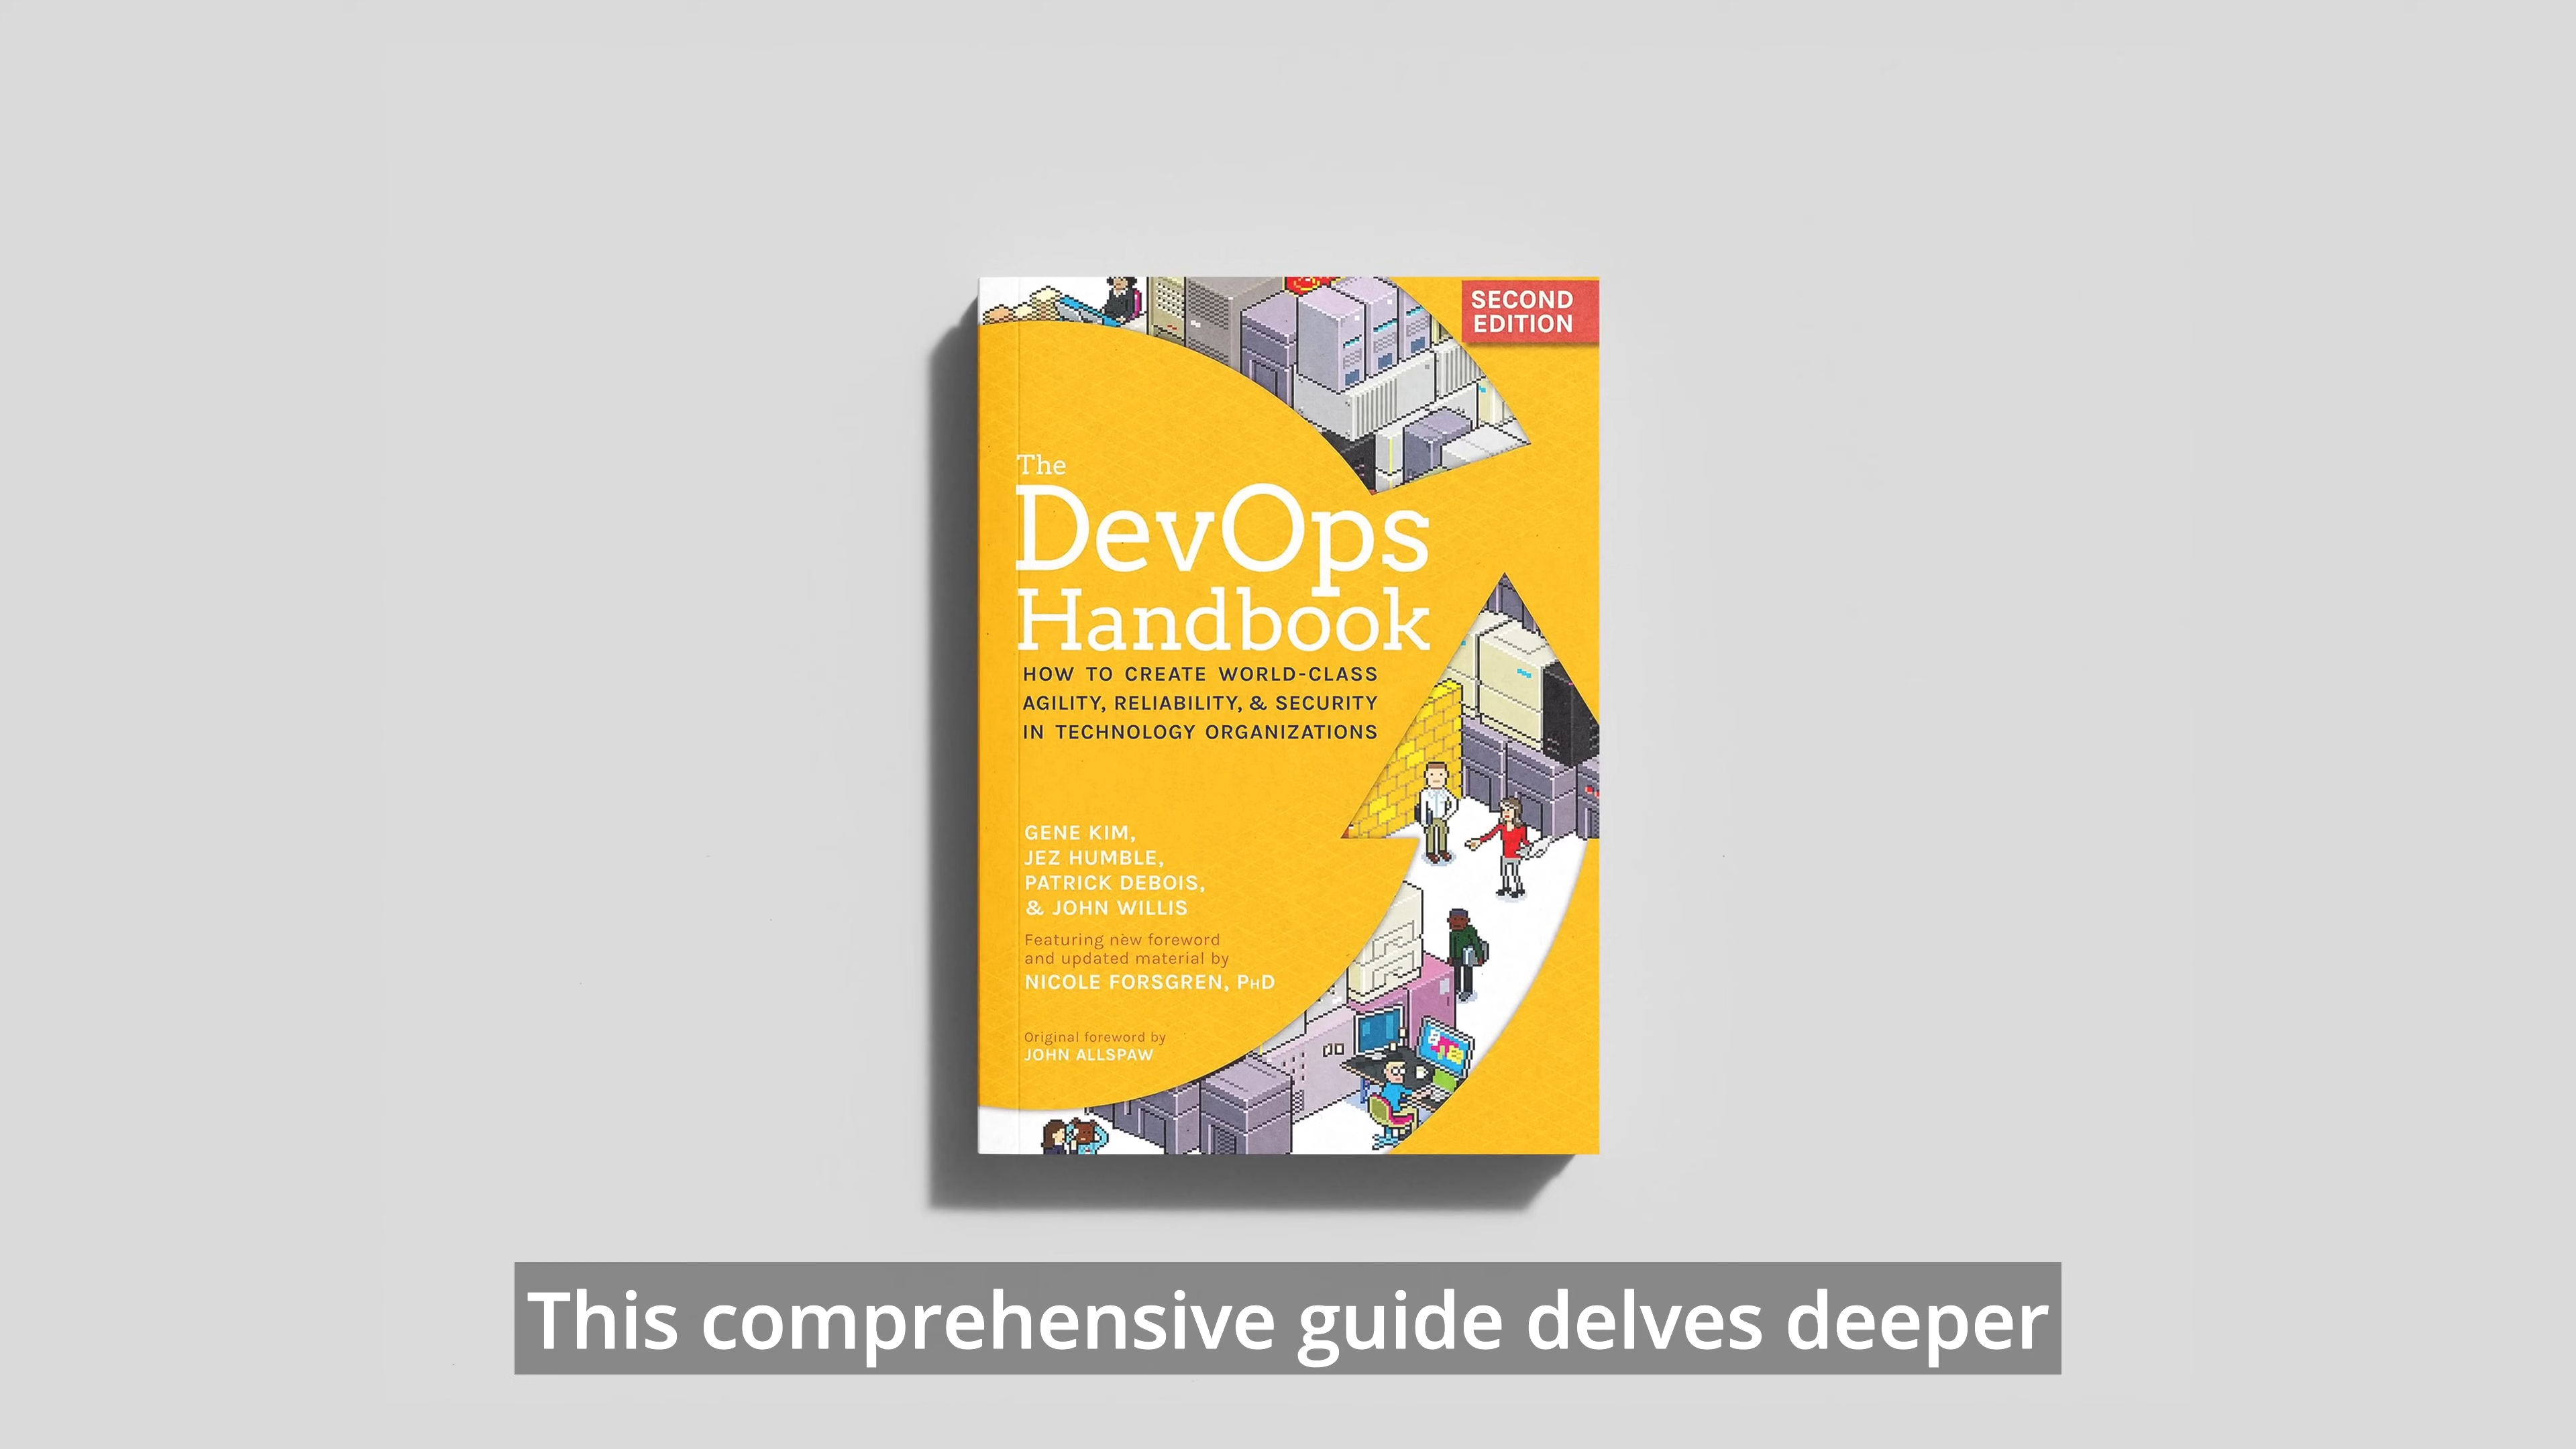 SECOND
EDITION
The
DevOps
Handbook
HOW TO CREATE WORLD-CLASS
AGILITY, RELIABILITY, & SECURITY
IN TECHNOLOGY ORGANIZATIONS
GENE KIM,
JEZ HUMBLE,
PATRICK DEBOIS,
& JOHN WILLIS
Featuring new foreword
and updated material by
NICOLE FORSGREN, PHD
Original foreword by
JOHN ALLSPAW
This comprehensive guide delves deeper